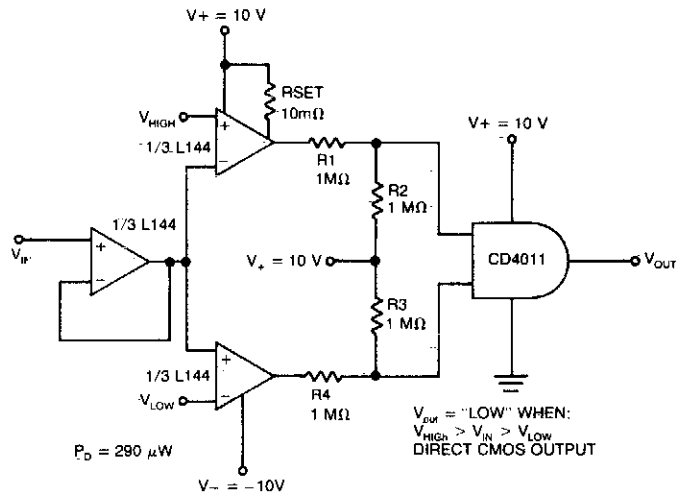 V+ = 10 V
RSET
10mΩ
VHIGH
+
1/3 L144
−
R1
1MΩ
V+ = 10 V
R2
1 MΩ
1/3 L144
VIN
+
−
V+ = 10 V
CD4011
VOUT
R3
1 MΩ
1/3 L144
+
VLOW
−
R4
1 MΩ
Vout = "LOW" WHEN:
VHIGh > VIN > VLOW
DIRECT CMOS OUTPUT
PD = 290 μW
V− = −10V